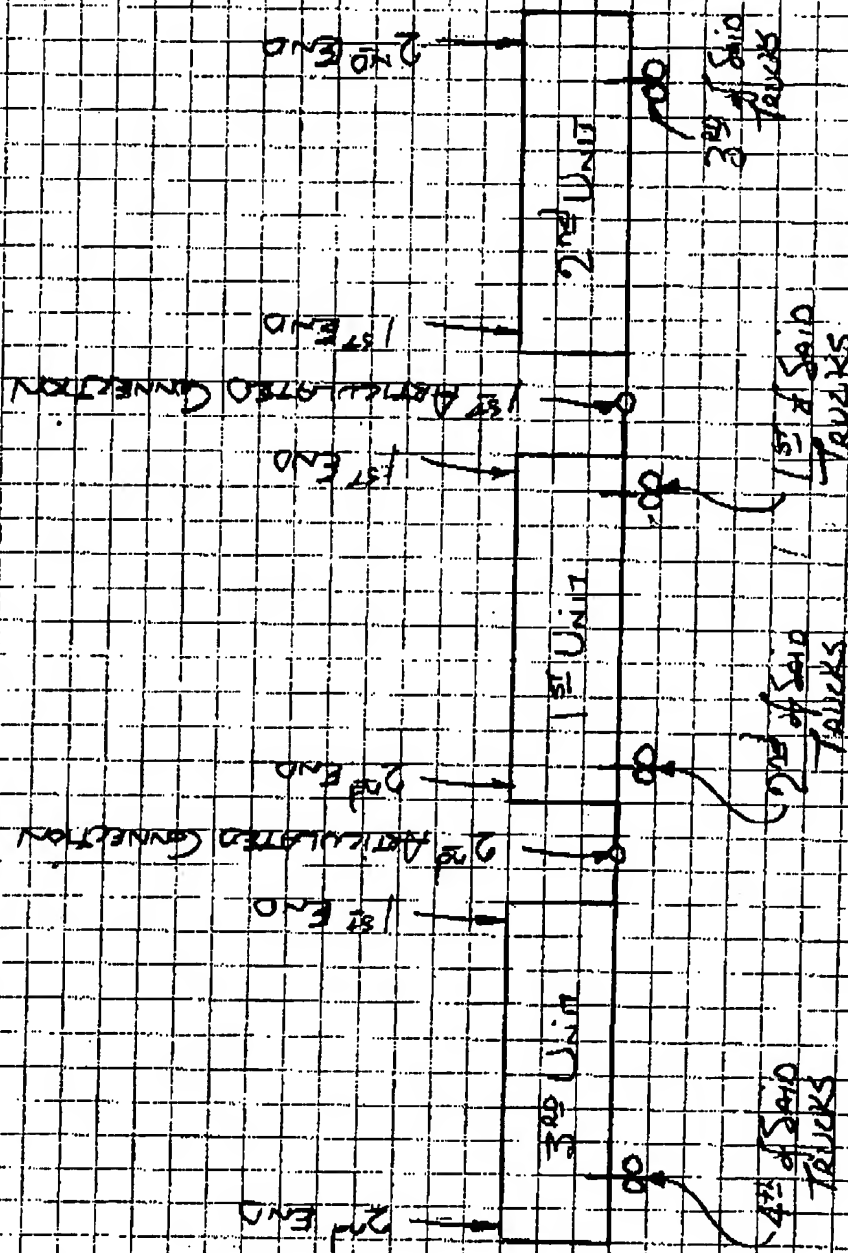 2ND END
1ST END
1ST ARTICULATED CONNECTION
1ST END
2nd END
2nd ARTICULATED CONNECTION
1ST END
2nd END
2nd UNIT
1ST UNIT
3RD UNIT
3RD of SAID
TRUCKS
1ST of SAID
TRUCKS
2nd of SAID
TRUCKS
4TH of SAID
TRUCKS